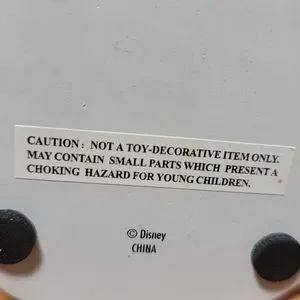 CAUTION : NOT A TOY-DECORATIVE ITEM ONLY.
MAY CONTAIN SMALL PARTS WHICH PRESENT A
CHOKING HAZARD FOR YOUNG CHILDREN.
© Disney
CHINA